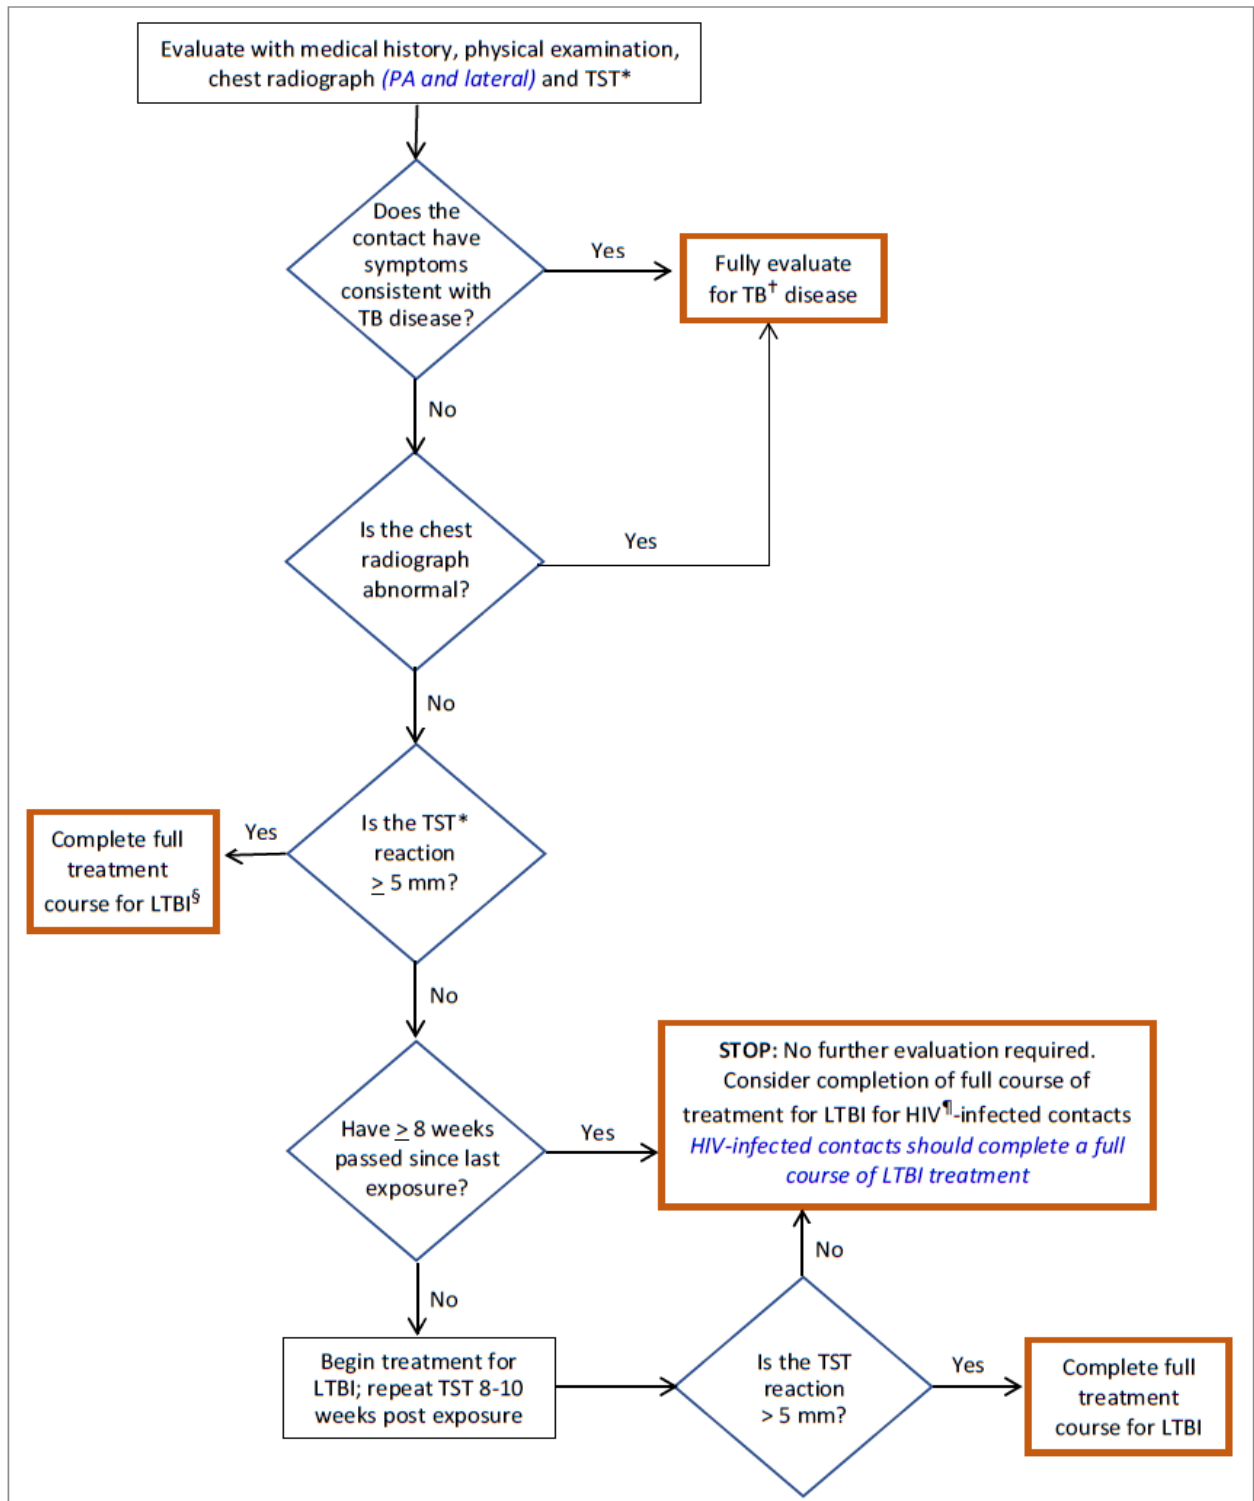 Evaluate with medical history, physical examination,
chest radiograph (PA and lateral) and TST*
Does the
contact have
symptoms
consistent with
TB disease?
Yes
Fully evaluate
for TB† disease
No
Is the chest
radiograph
abnormal?
Yes
No
Is the TST*
reaction
≥ 5 mm?
Yes
Complete full
treatment
course for LTBI§
No
Have ≥ 8 weeks
passed since last
exposure?
Yes
STOP: No further evaluation required.
Consider completion of full course of
treatment for LTBI for HIV¶-infected contacts
HIV-infected contacts should complete a full
course of LTBI treatment
No
No
Begin treatment for
LTBI; repeat TST 8-10
weeks post exposure
Is the TST
reaction
> 5 mm?
Yes
Complete full
treatment
course for LTBI